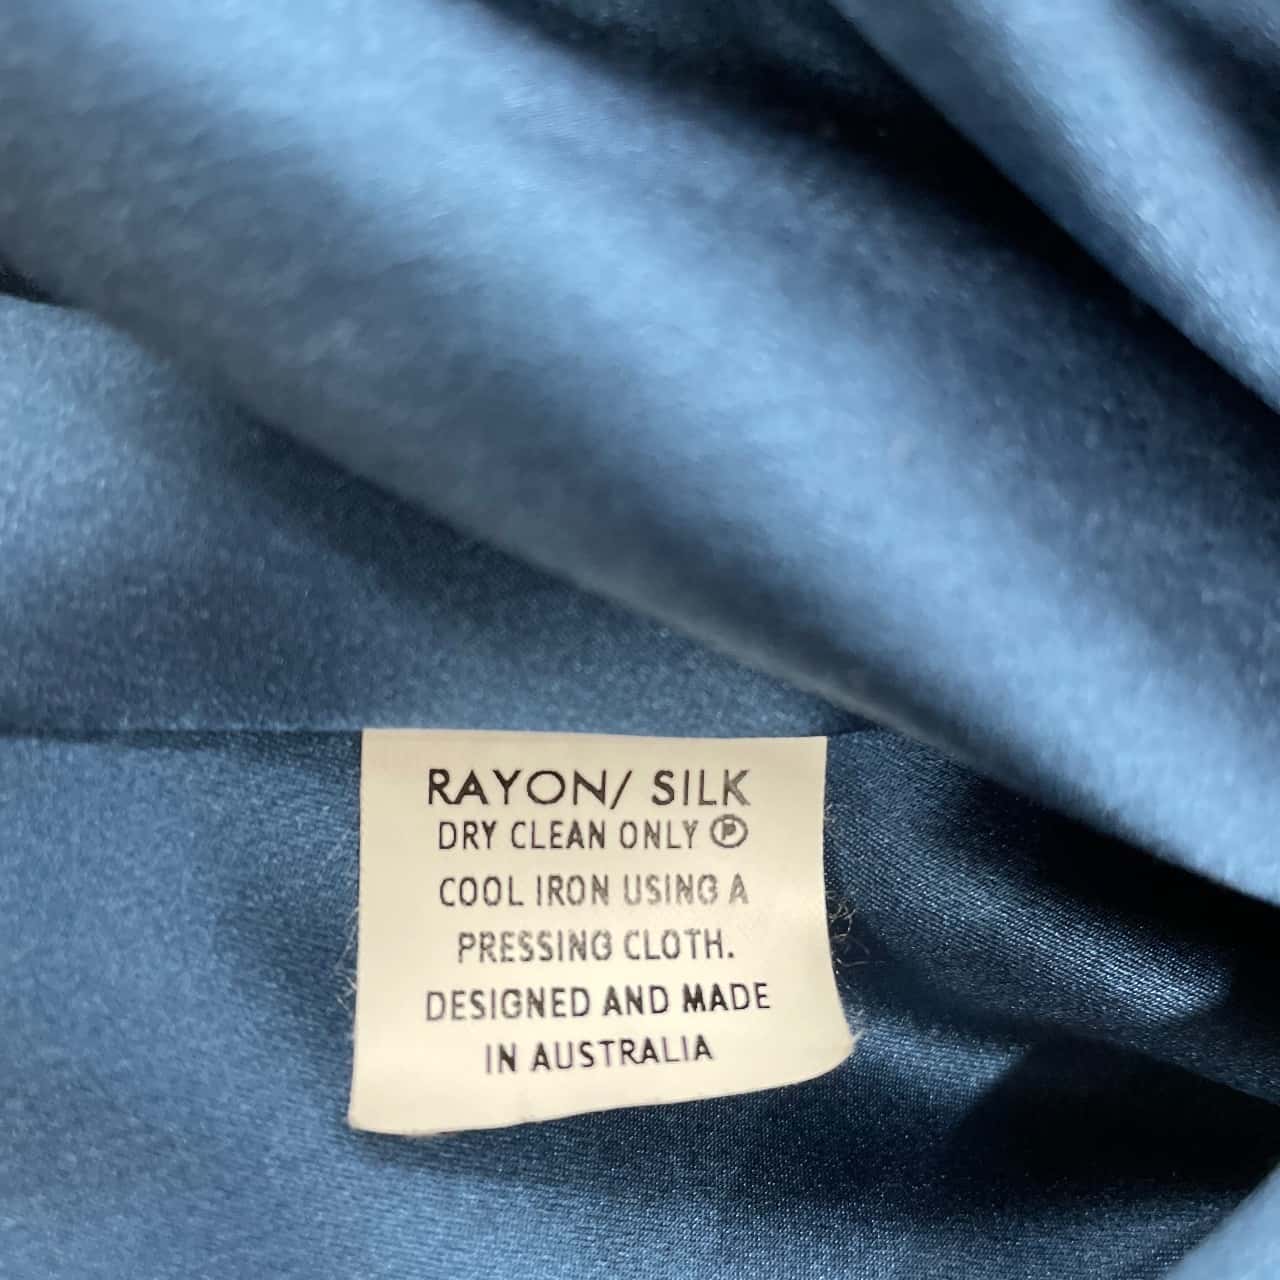 RAYON/ SILK
DRY CLEAN ONLY Ⓟ
COOL IRON USING A
PRESSING CLOTH.
DESIGNED AND MADE
IN AUSTRALIA